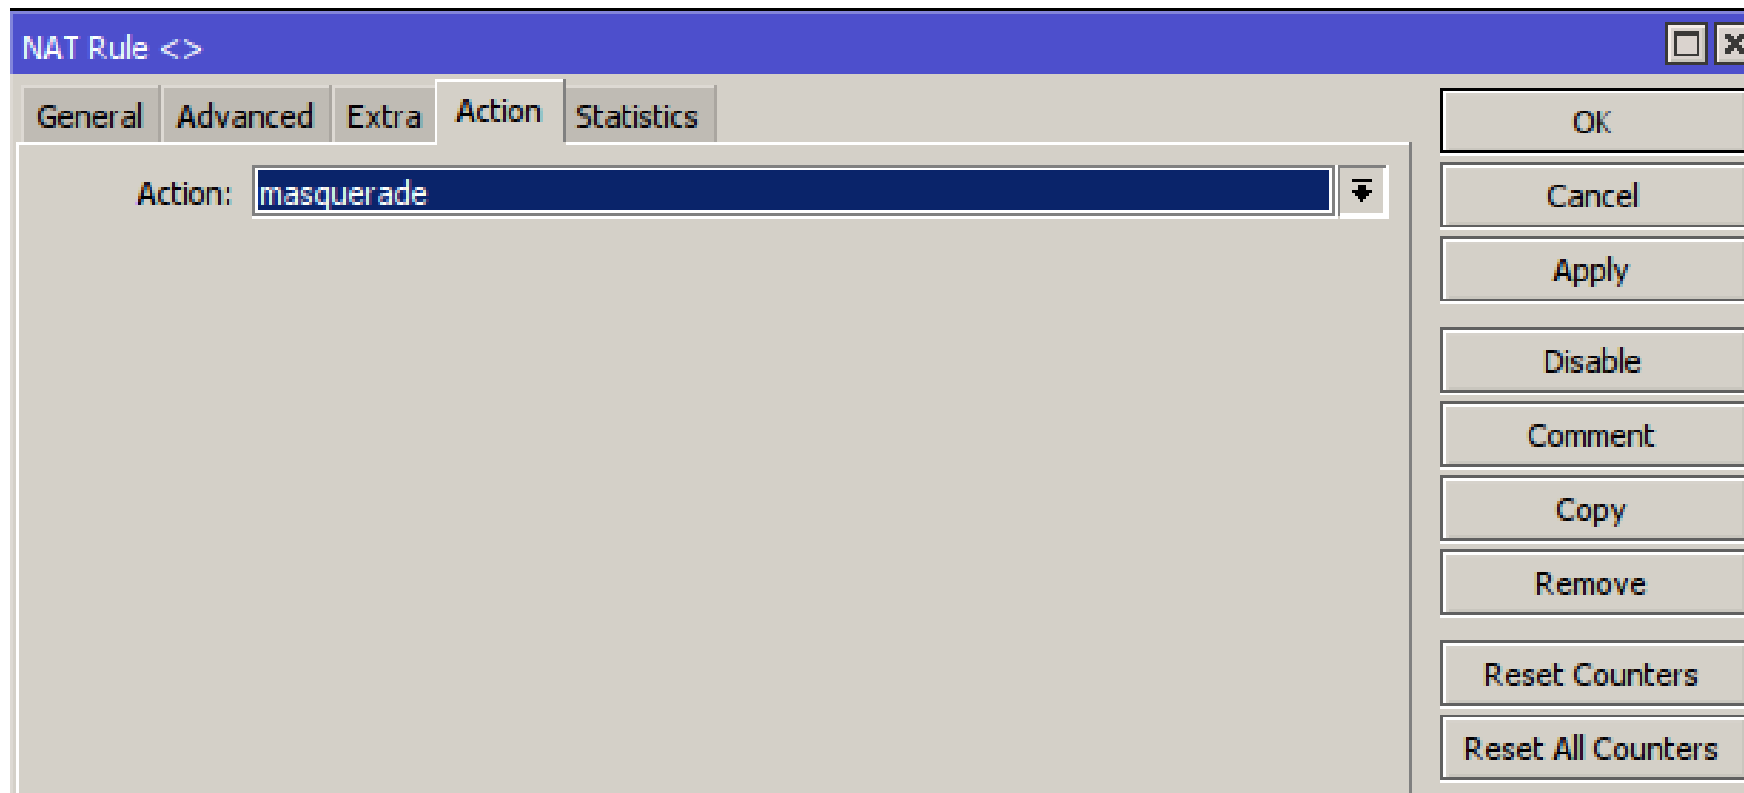 NAT Rule <>
General Advanced Extra Action Statistics
Action: masquerade
OK
Cancel
Apply
Disable
Comment
Copy
Remove
Reset Counters
Reset All Counters